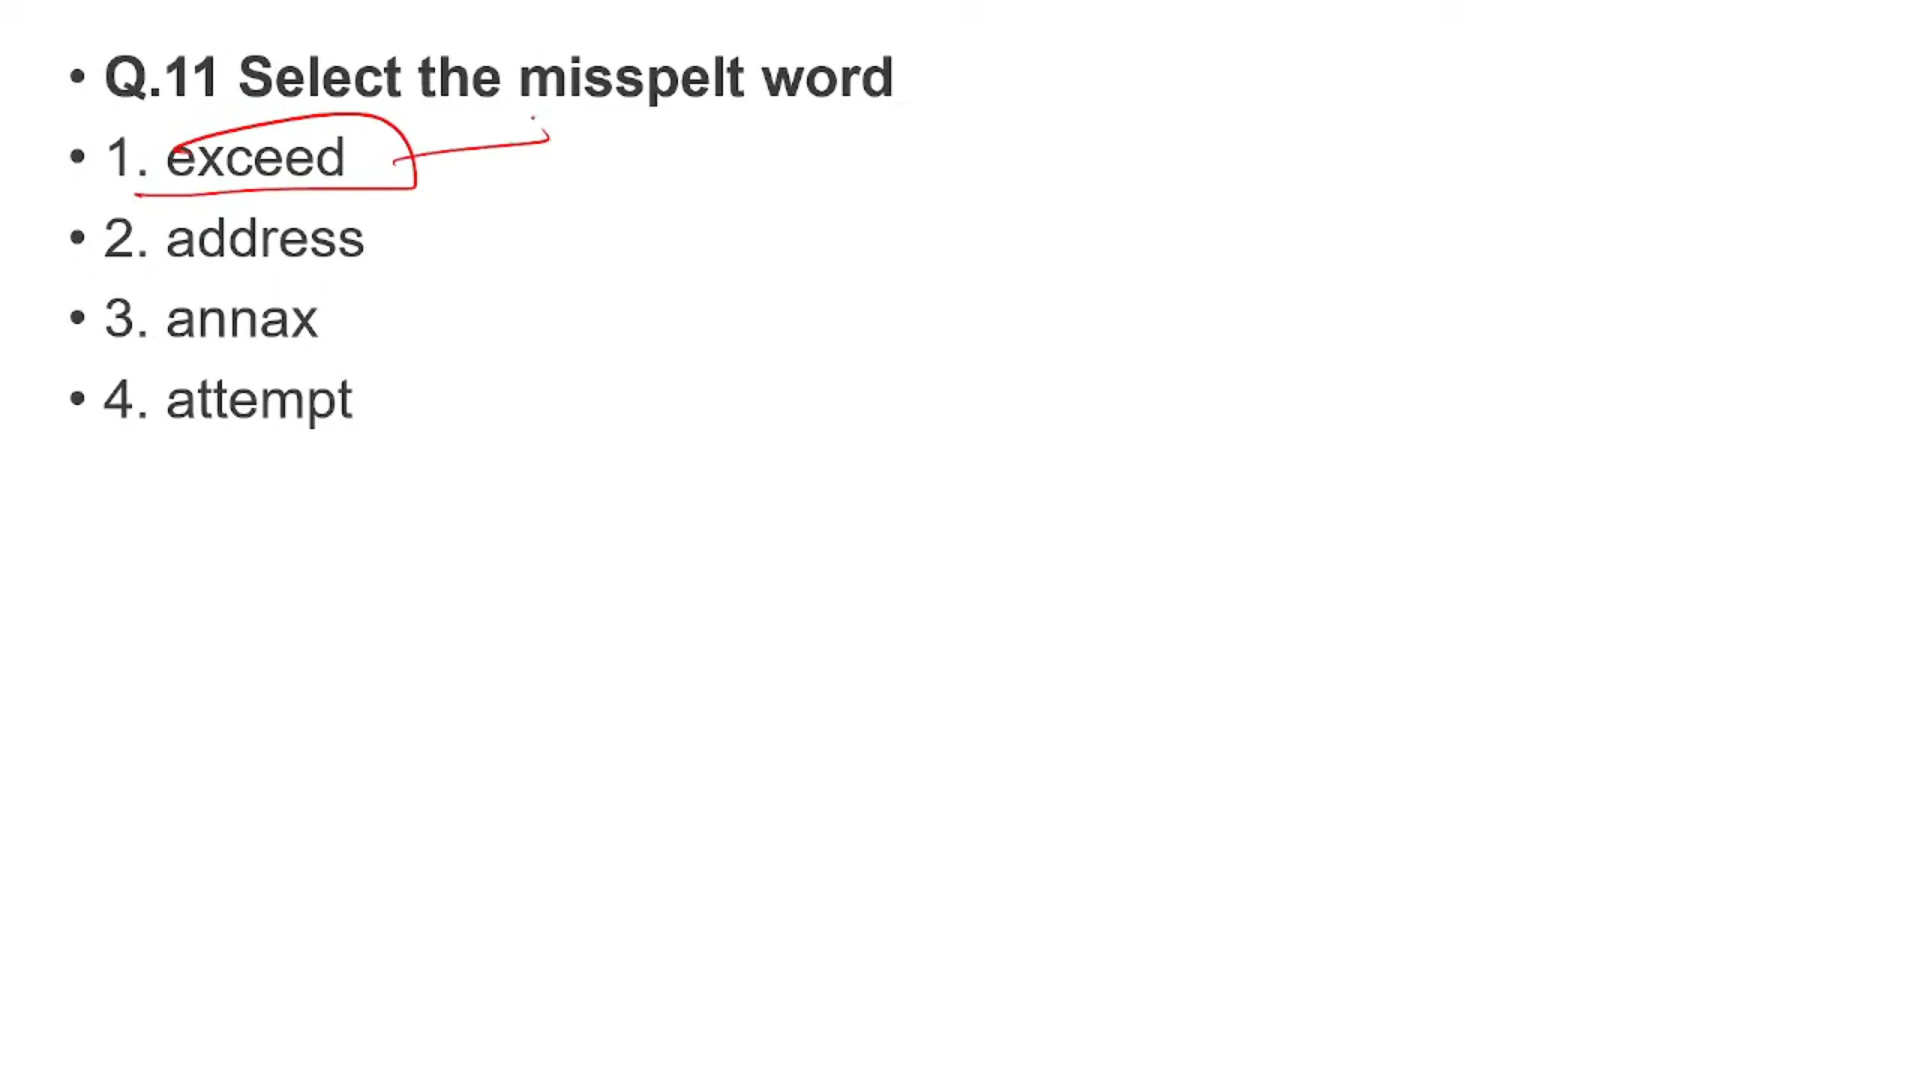 • Q.11 Select the misspelt word
• 1. exceed
• 2. address
• 3. annax
• 4. attempt